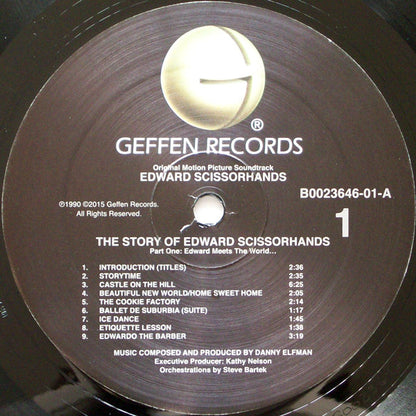 ®
GEFFEN RECORDS
Original Motion Picture Soundtrack
EDWARD SCISSORHANDS
℗1990 ©2015 Geffen Records.
All Rights Reserved.
B0023646-01-A
1
THE STORY OF EDWARD SCISSORHANDS
Part One: Edward Meets The World...
1. INTRODUCTION (TITLES) 2:36
2. STORYTIME 2:35
3. CASTLE ON THE HILL 6:25
4. BEAUTIFUL NEW WORLD/HOME SWEET HOME 2:05
5. THE COOKIE FACTORY 2:14
6. BALLET DE SUBURBIA (SUITE) 1:17
7. ICE DANCE 1:45
8. ETIQUETTE LESSON 1:38
9. EDWARDO THE BARBER 3:19
MUSIC COMPOSED AND PRODUCED BY DANNY ELFMAN
Executive Producer: Kathy Nelson
Orchestrations by Steve Bartek